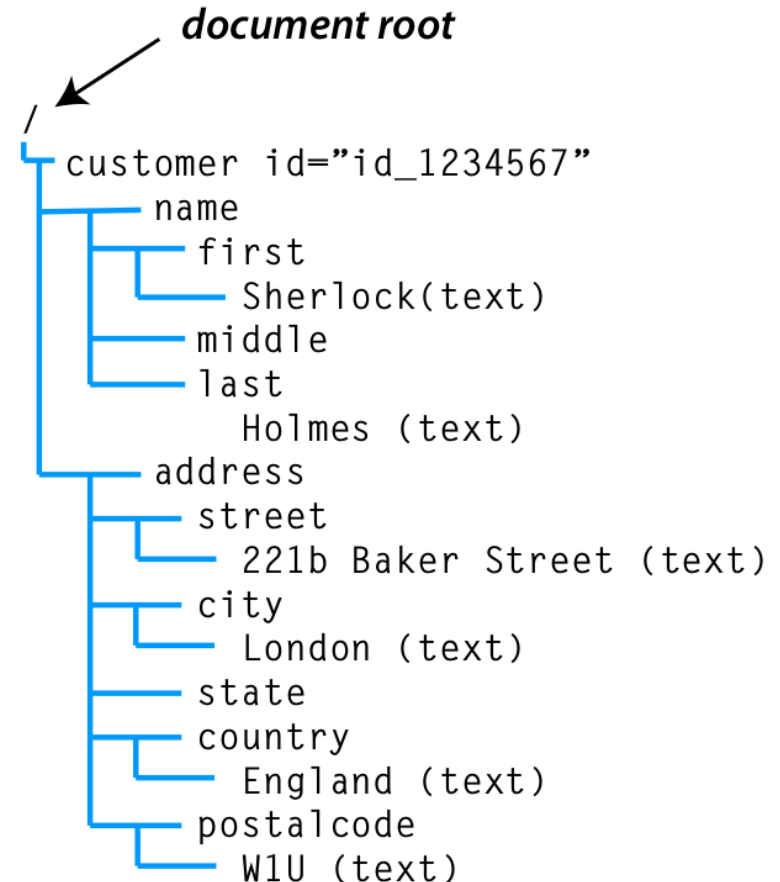 document root
/
customer id=”id_1234567”
name
first
Sherlock(text)
middle
last
Holmes (text)
address
street
221b Baker Street (text)
city
London (text)
state
country
England (text)
postalcode
W1U (text)